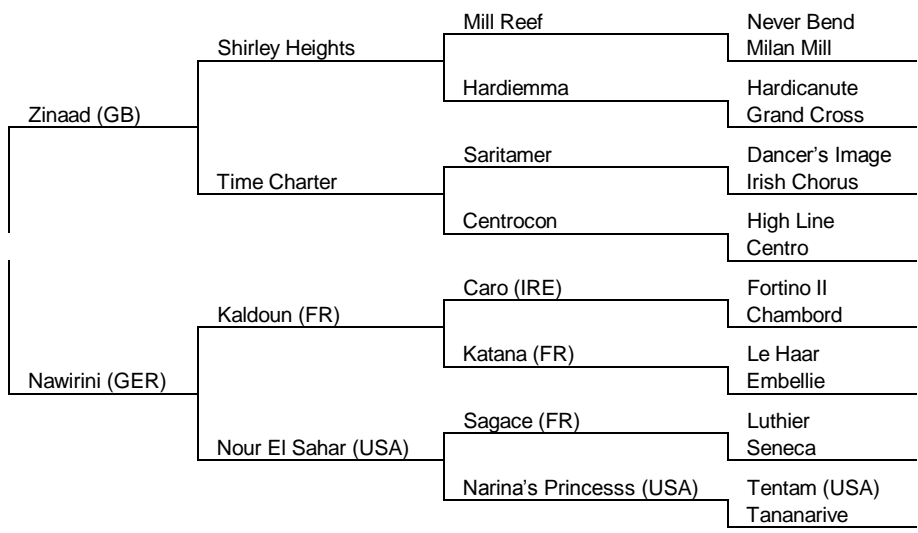 Mill Reef
Never Bend
Shirley Heights
Milan Mill
Hardiemma
Hardicanute
Zinaad (GB)
Grand Cross
Saritamer
Dancer's Image
Time Charter
Irish Chorus
Centrocon
High Line
Centro
Caro (IRE)
Fortino II
Kaldoun (FR)
Chambord
Katana (FR)
Le Haar
Nawirini (GER)
Embellie
Sagace (FR)
Luthier
Nour El Sahar (USA)
Seneca
Narina's Princesss (USA)
Tentam (USA)
Tananarive